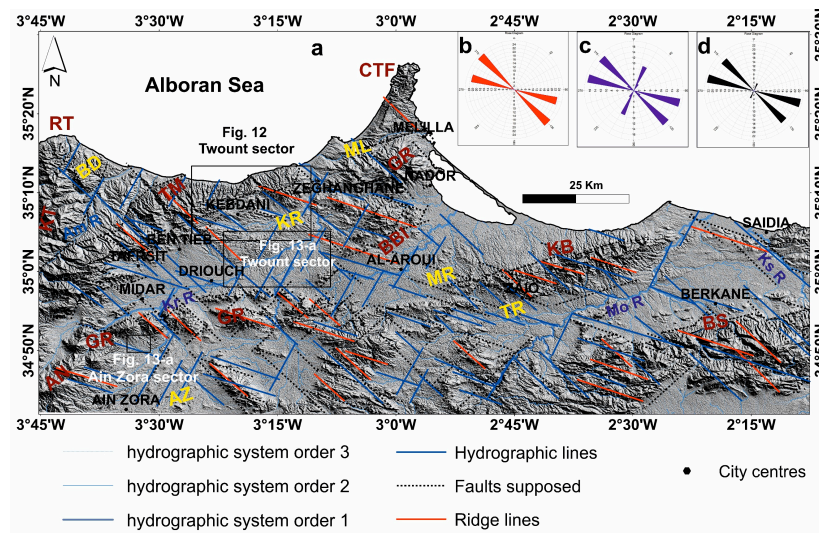 3°45'W 3°30'W 3°15'W 3°0'W 2°45'W 2°30'W 2°15'W
a
b
c
d
N
Alboran Sea
CTF
RT
35°20'N
Fig. 12
Twount sector
MELILLA
ML
BD
QR
NADOR
TM
ZEGHANGHANE
35°10'N
KEBDANI
KR
SAIDIA
BEN TIEB
Fig. 13-a
Twount sector
BBI
KB
TAFRSIT
AL-AROUI
Ks R
35°0'N
DRIOUCH
MR
ZAIO
MIDAR
Kr R
TR
Mo R
BERKANE
GR
GR
BS
34°50'N
Fig. 13-a
Ain Zora sector
AN
AIN ZORA
AZ
3°45'W 3°30'W 3°15'W 3°0'W 2°45'W 2°30'W 2°15'W
25 Km
hydrographic system order 3
Hydrographic lines
hydrographic system order 2
Faults supposed
City centres
hydrographic system order 1
Ridge lines